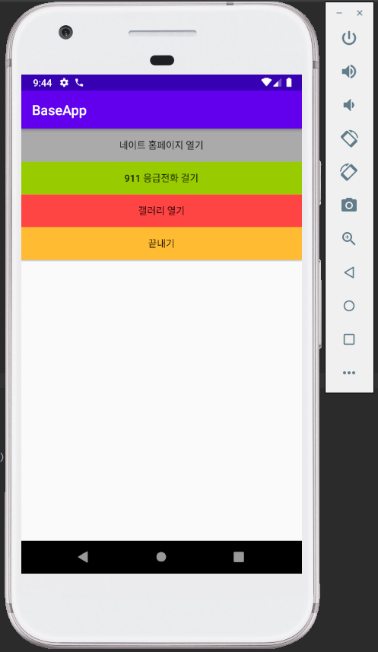 9:44
BaseApp
네이트 홈페이지 열기
911 응급전화 걸기
갤러리 열기
끝내기